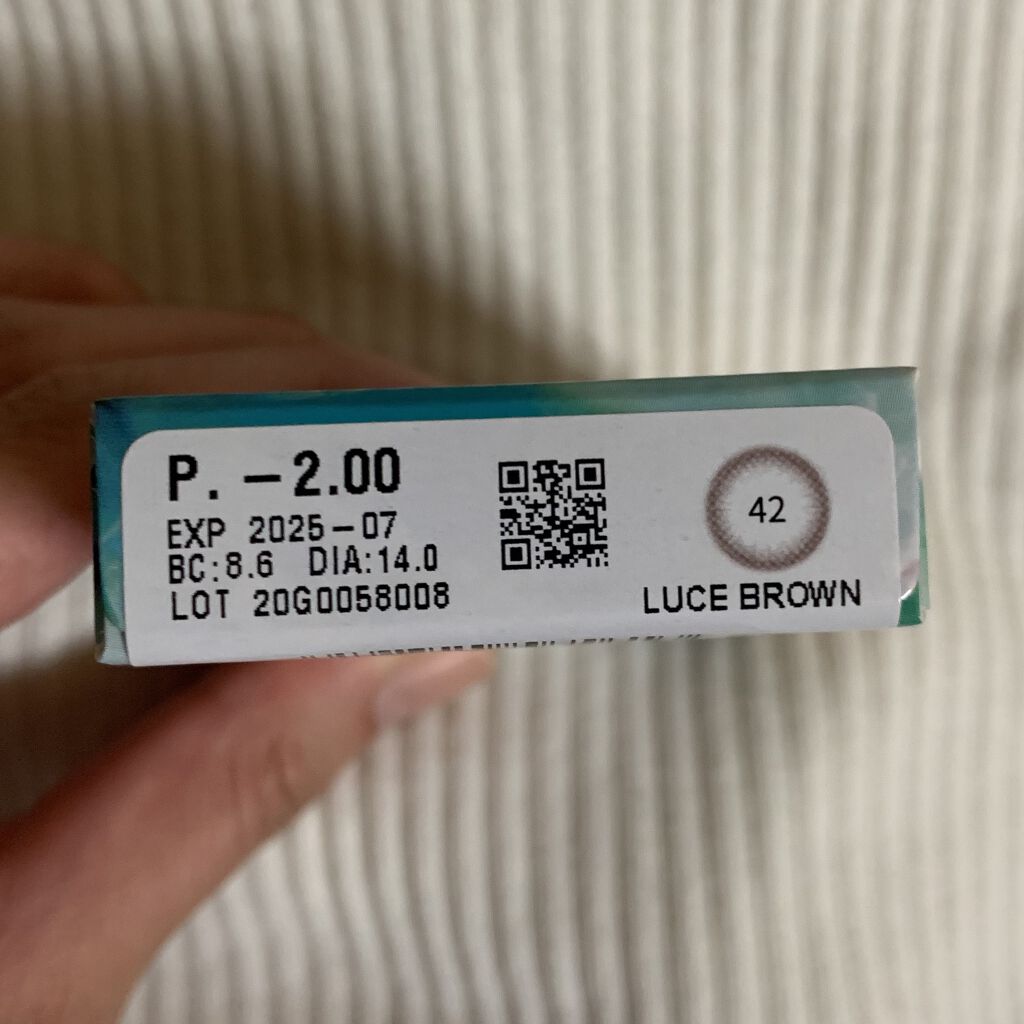 P. -2.00
EXP 2025-07
BC:8.6 DIA:14.0
LOT 20G0058008
42
LUCE BROWN